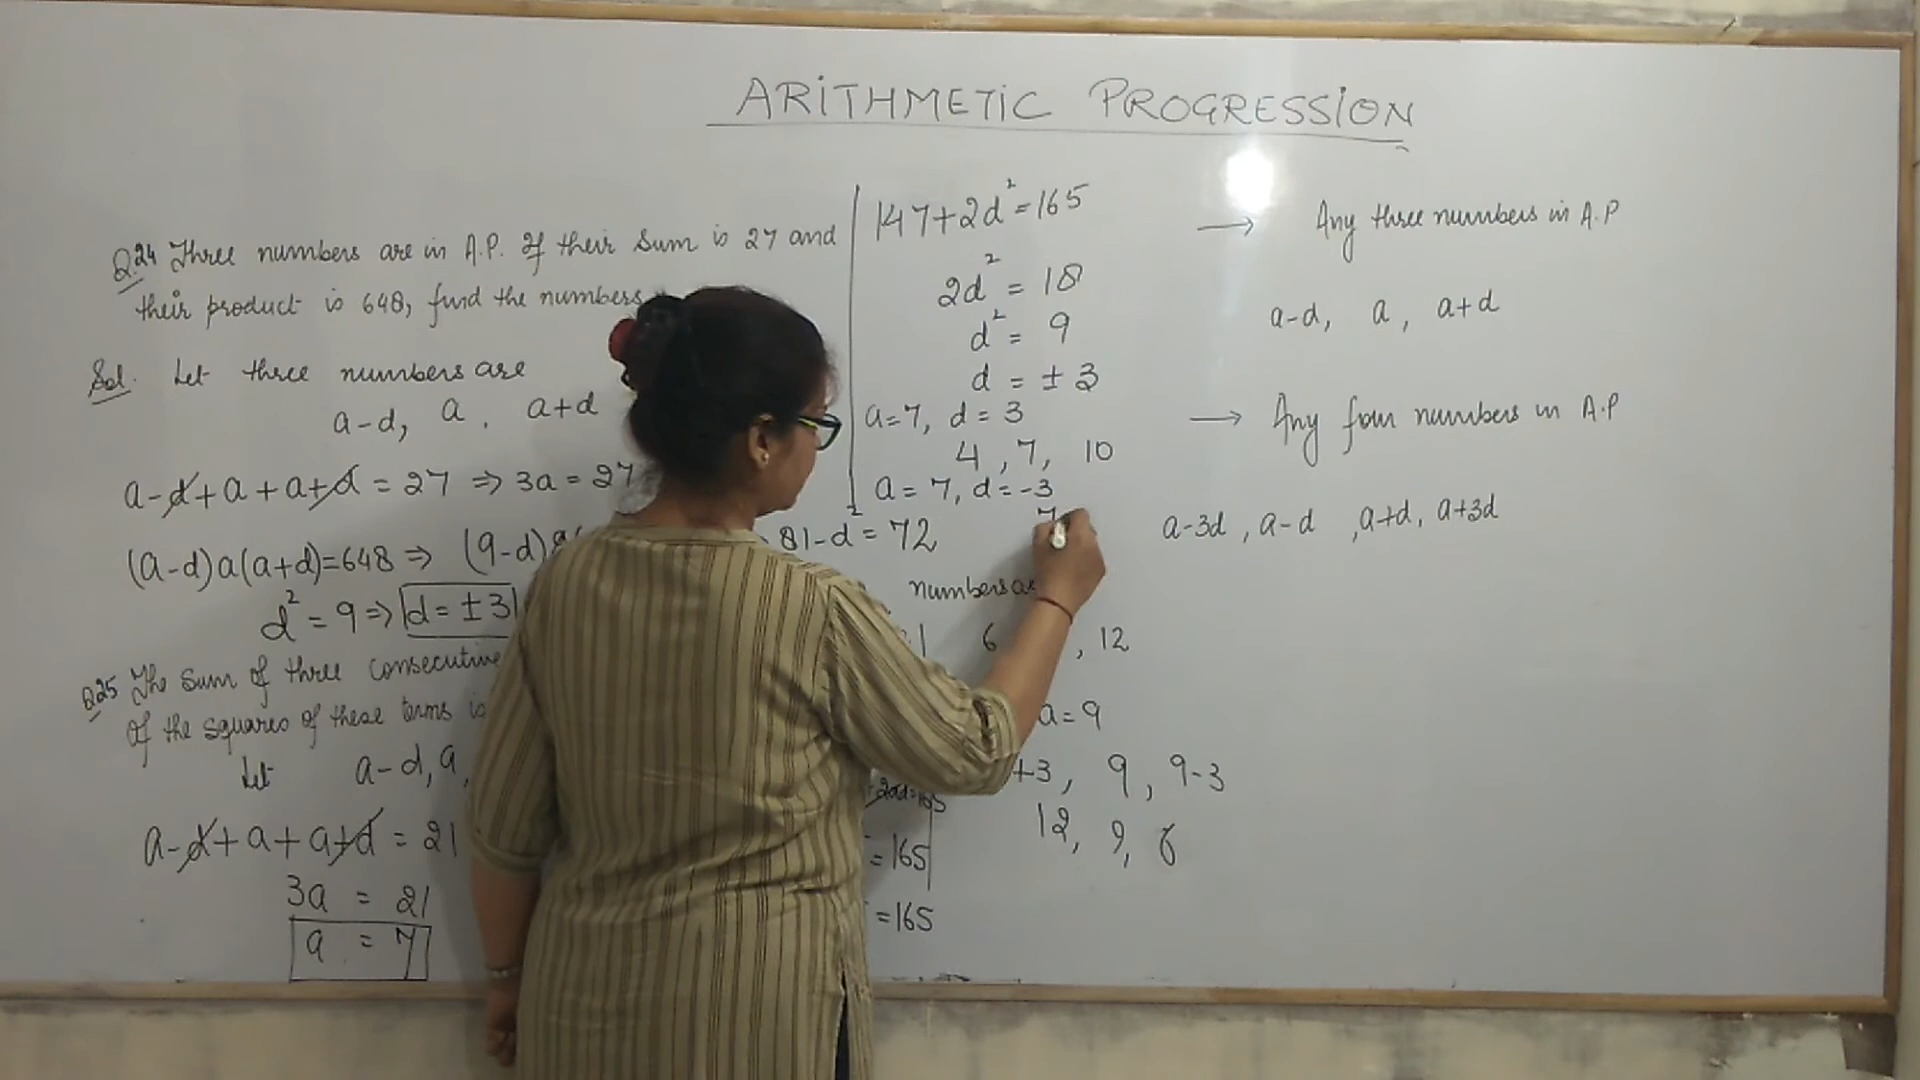 ARiTHMETiC PROGRESSiON
Q.24 Three numbers are in A.P. If their sum is 27 and
their product is 648, find the numbers
Sol. Let three numbers are
a-d, a, a+d
a-d+a+a+d=27 ⇒ 3a=27
(a-d)a(a+d)=648 ⇒ (9-d)9( 81-d²=72
d²=9 ⇒ d=±3
numbers
6 , 12
a=9
+3, 9, 9-3
12, 9, 6
Q25 The sum of three consecutive
of the squares of these terms is
Let a-d, a,
a-d+a+a+d=21
3a = 21
a = 7
=165
=165
147+2d²=165
2d² = 18
d² = 9
d = ±3
a=7, d=3
4, 7, 10
a=7, d=-3
7
→ Any three numbers in A.P
a-d, a, a+d
→ Any four numbers in A.P
a-3d, a-d, a+d, a+3d